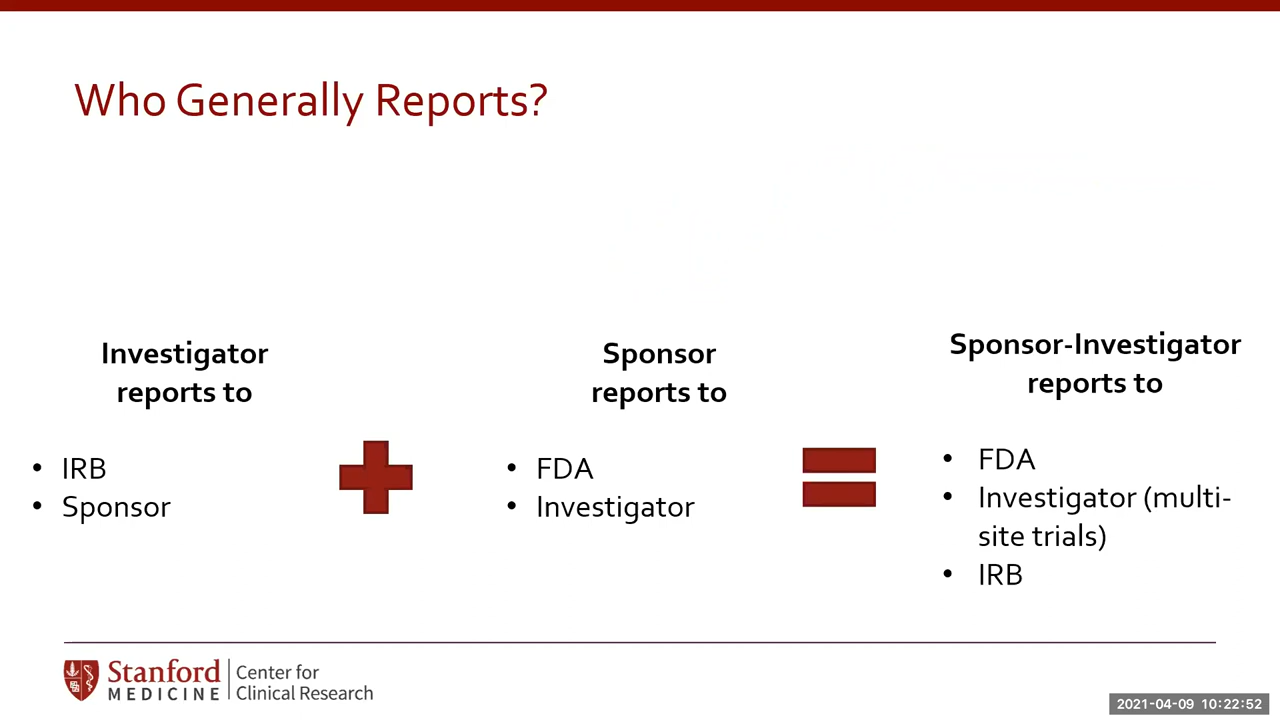 Who Generally Reports?
Investigator
reports to
• IRB
• Sponsor
Sponsor
reports to
• FDA
• Investigator
Sponsor-Investigator
reports to
• FDA
• Investigator (multi-
site trials)
• IRB
Stanford
MEDICINE
Center for
Clinical Research
2021-04-09 10:22:52